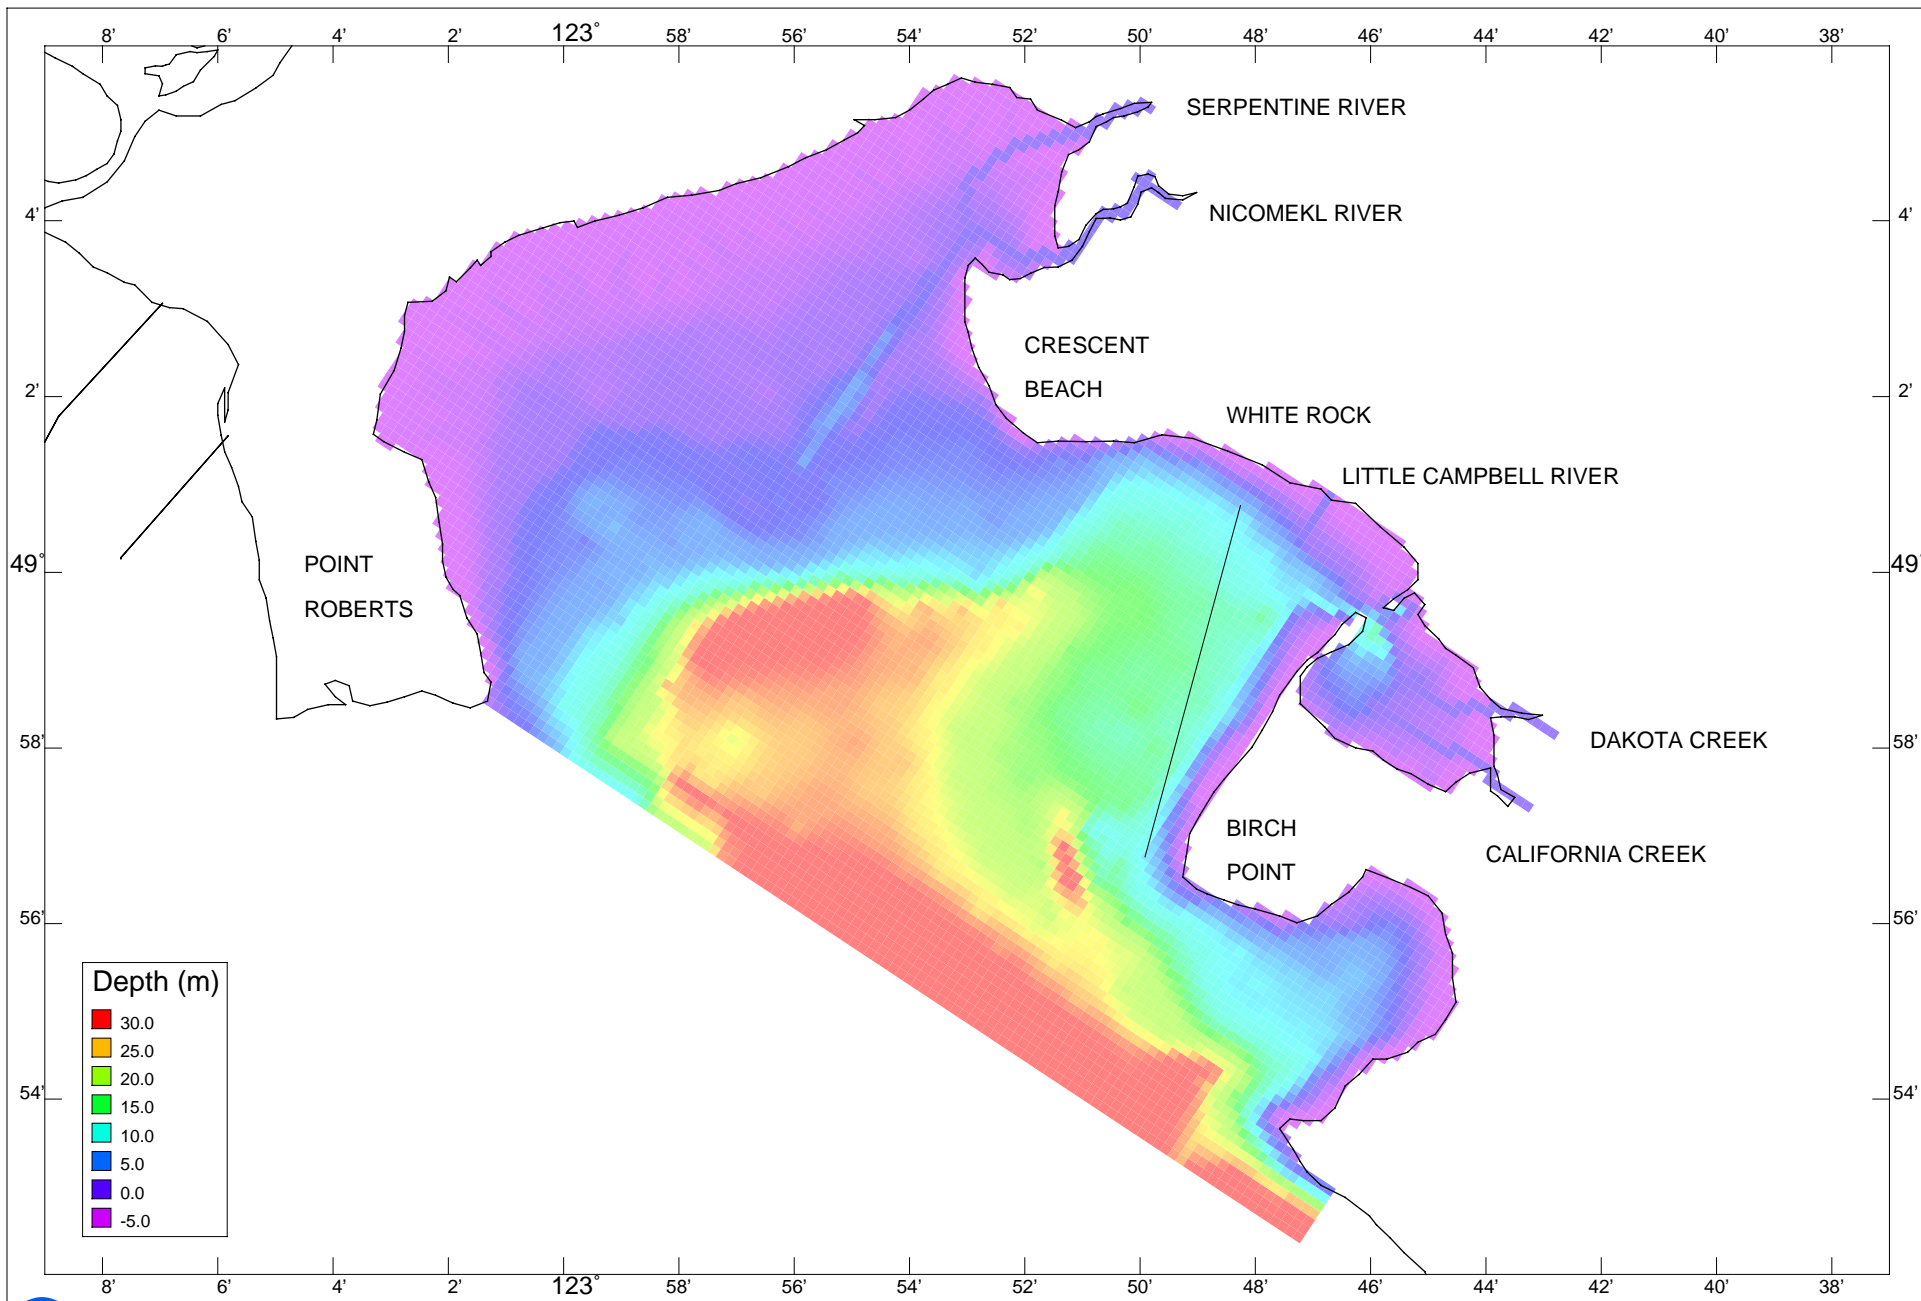 8' 6' 4' 2' 123° 58' 56' 54' 52' 50' 48' 46' 44' 42' 40' 38'
SERPENTINE RIVER
4' NICOMEKL RIVER 4'
CRESCENT
BEACH
2' 2'
WHITE ROCK
LITTLE CAMPBELL RIVER
49° 49°
POINT
ROBERTS
58' 58'
DAKOTA CREEK
BIRCH
POINT
CALIFORNIA CREEK
56' 56'
Depth (m)
30.0
25.0
20.0
15.0
10.0
5.0
0.0
-5.0
54' 54'
8' 6' 4' 2' 123° 58' 56' 54' 52' 50' 48' 46' 44' 42' 40' 38'